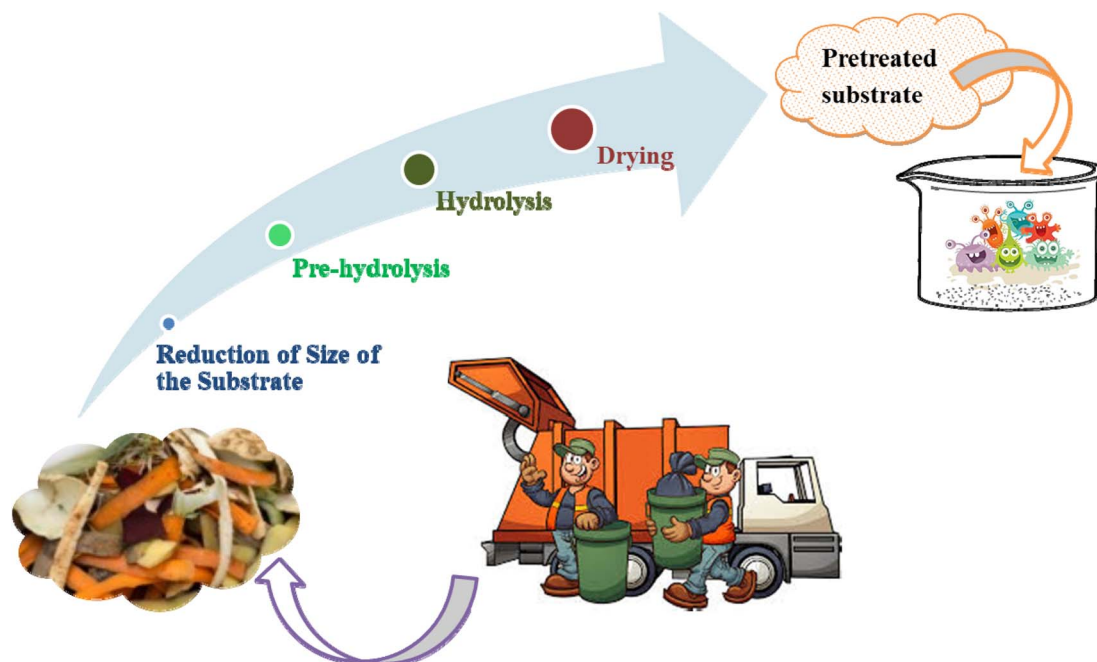 Pretreated
substrate
Drying
Hydrolysis
Pre-hydrolysis
Reduction of Size of
the Substrate